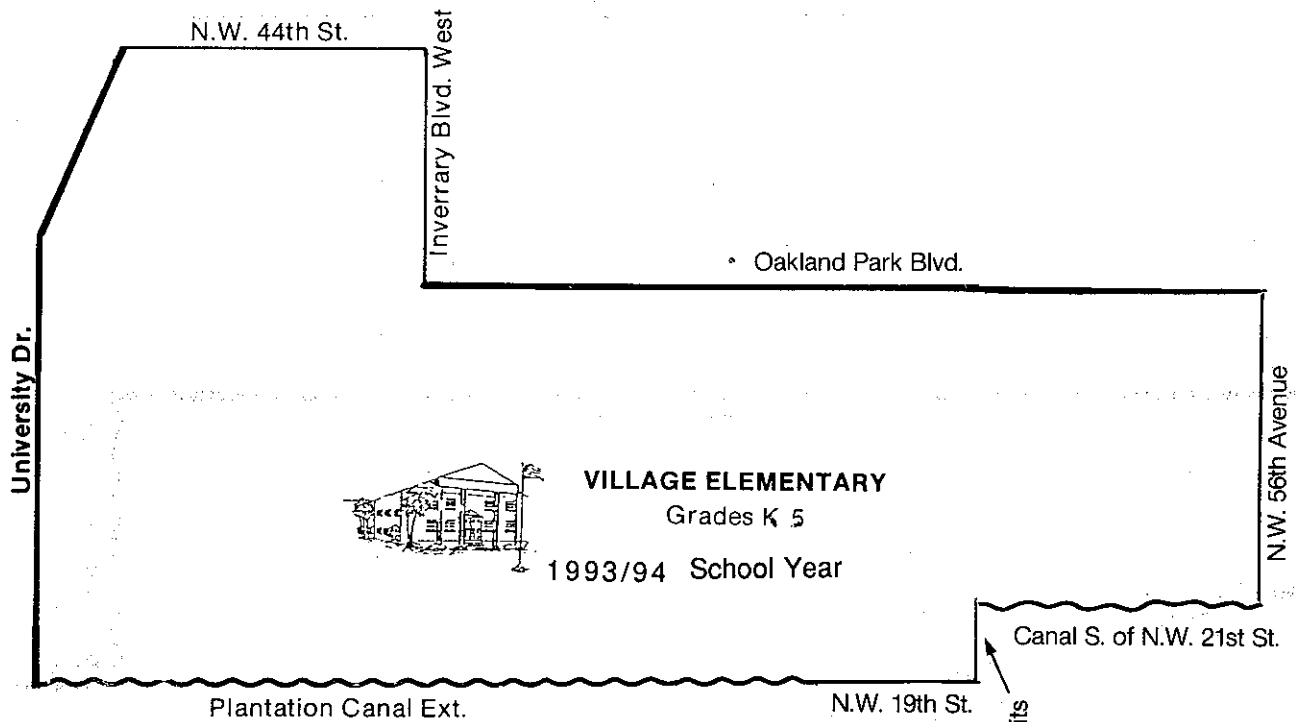 N.W. 44th St.
Inverrary Blvd. West
Oakland Park Blvd.
University Dr.
N.W. 56th Avenue
VILLAGE ELEMENTARY
Grades K 5
1993/94 School Year
Canal S. of N.W. 21st St.
Plantation Canal Ext.
N.W. 19th St.